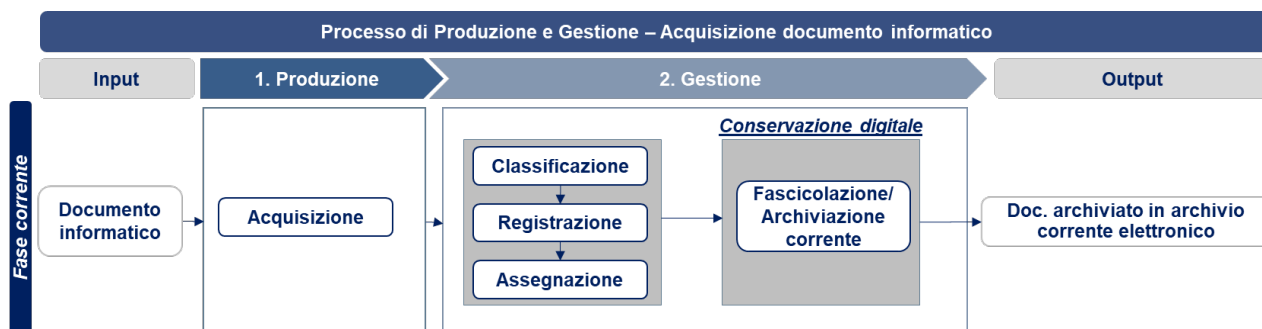 Processo di Produzione e Gestione – Acquisizione documento informatico
Input
1. Produzione
2. Gestione
Output
Fase corrente
Documento
informatico
Acquisizione
Classificazione
Registrazione
Assegnazione
Conservazione digitale
Fascicolazione/
Archiviazione
corrente
Doc. archiviato in archivio
corrente elettronico